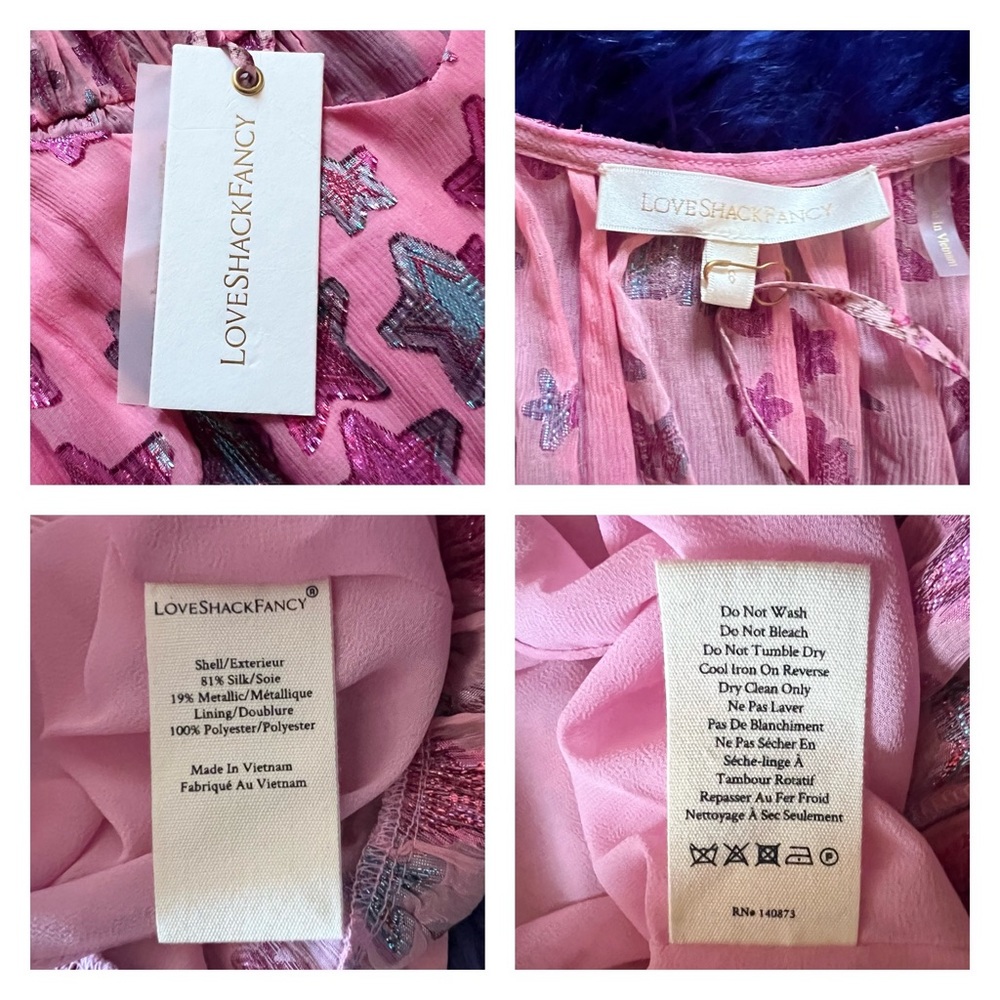 LOVESHACKFANCY
LOVESHACKFANCY
In Vietnam
LOVESHACKFANCY®
Shell/Exterieur
81% Silk/Soie
19% Metallic/Métallique
Lining/Doublure
100% Polyester/Polyester
Made In Vietnam
Fabriqué Au Vietnam
Do Not Wash
Do Not Bleach
Do Not Tumble Dry
Cool Iron On Reverse
Dry Clean Only
Ne Pas Laver
Pas De Blanchiment
Ne Pas Sécher En
Séche-linge À
Tambour Rotatif
Repasser Au Fer Froid
Nettoyage À Sec Seulement
P
RN# 140873